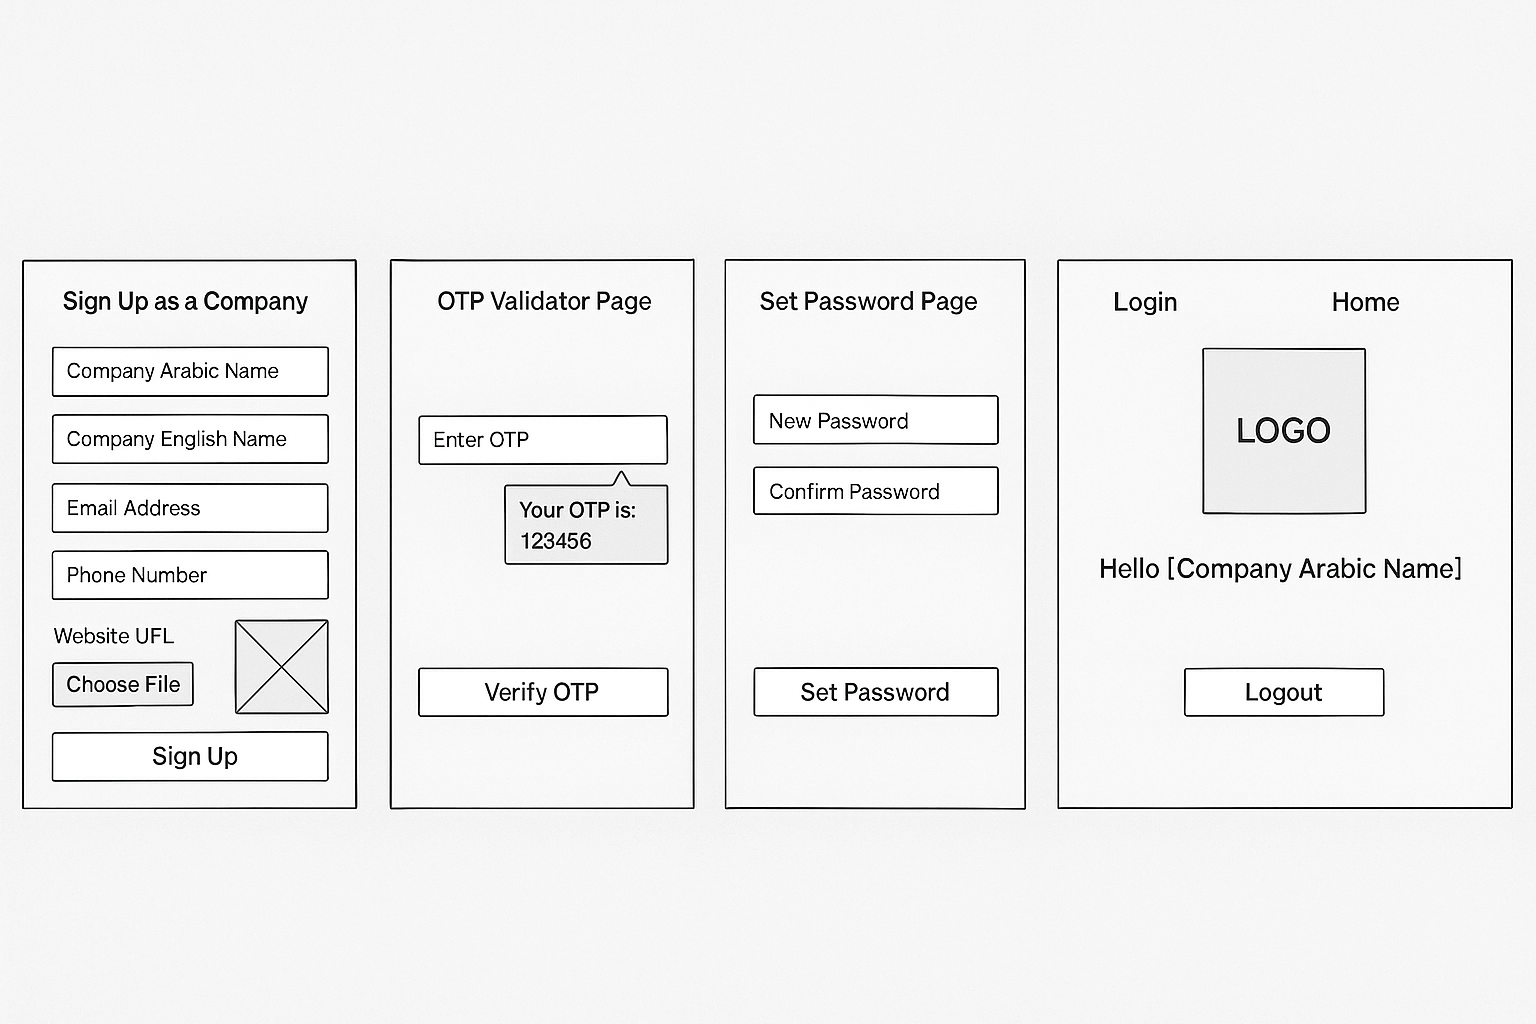 Sign Up as a Company
Company Arabic Name
Company English Name
Email Address
Phone Number
Website UFL
Choose File
Sign Up
OTP Validator Page
Enter OTP
Your OTP is:
123456
Verify OTP
Set Password Page
New Password
Confirm Password
Set Password
Login
Home
LOGO
Hello [Company Arabic Name]
Logout